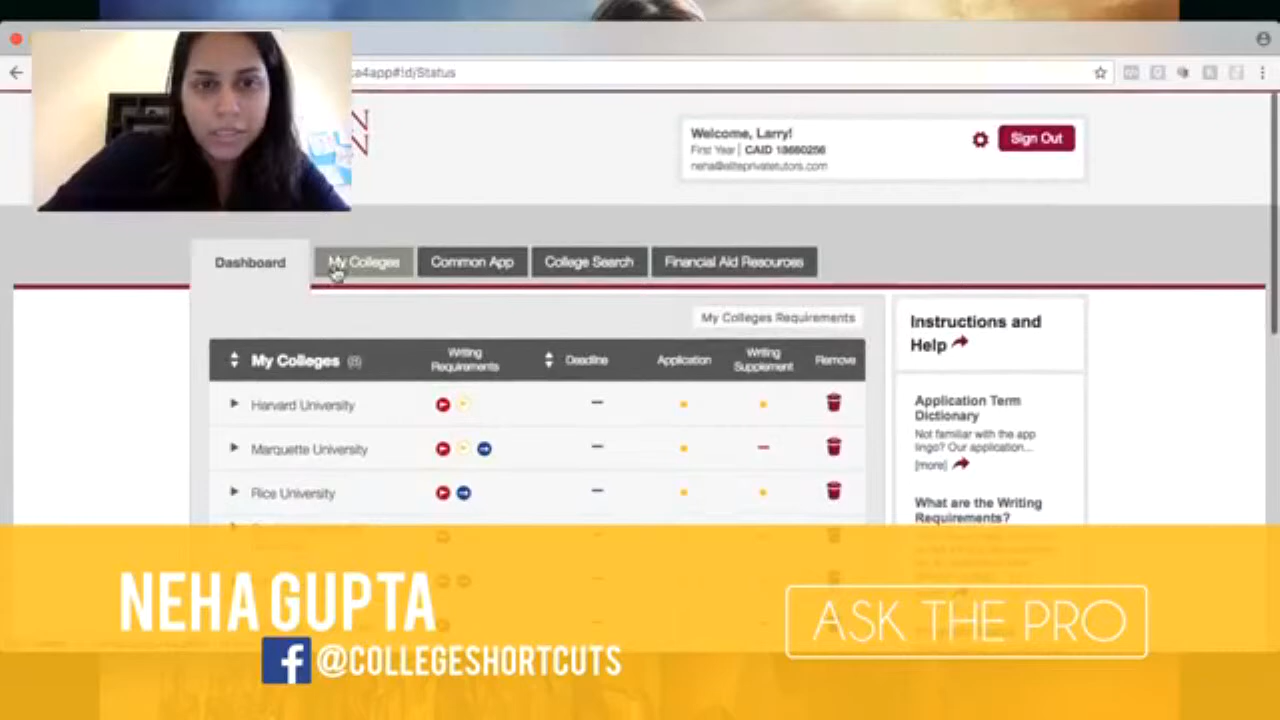 ca4app#!d/Status
Welcome, Larry!
First Year | CAID 18660256
neha@eliteprivatetutors.com
Sign Out
Dashboard
My Colleges
Common App
College Search
Financial Aid Resources
My Colleges Requirements
My Colleges (8)
Writing Requirements
Deadline
Application
Writing Supplement
Remove
Harvard University
Marquette University
Rice University
Instructions and
Help
Application Term
Dictionary
Not familiar with the app
lingo? Our application...
[more]
What are the Writing
Requirements?
NEHA GUPTA
@COLLEGESHORTCUTS
ASK THE PRO